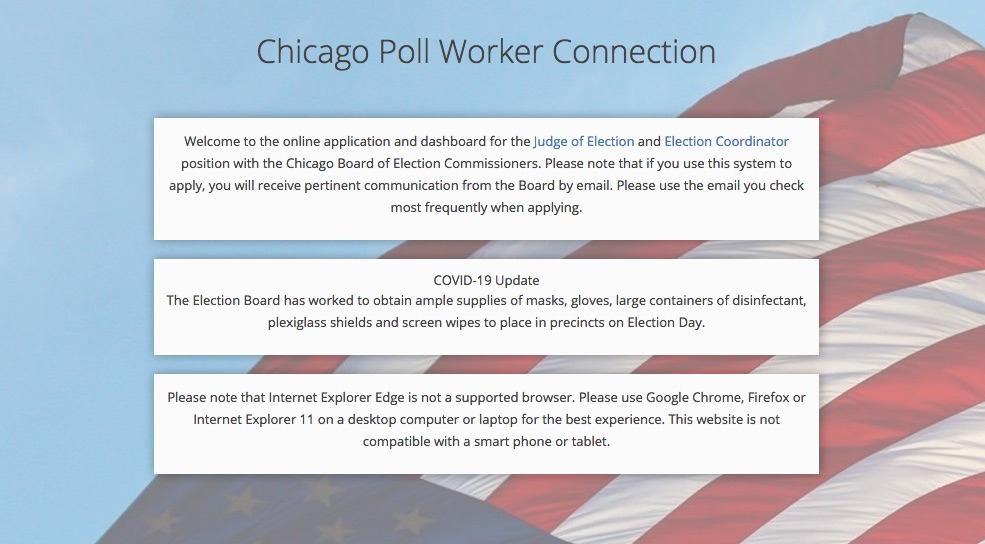 Chicago Poll Worker Connection
Welcome to the online application and dashboard for the Judge of Election and Election Coordinator
position with the Chicago Board of Election Commissioners. Please note that if you use this system to
apply, you will receive pertinent communication from the Board by email. Please use the email you check
most frequently when applying.
COVID-19 Update
The Election Board has worked to obtain ample supplies of masks, gloves, large containers of disinfectant,
plexiglass shields and screen wipes to place in precincts on Election Day.
Please note that Internet Explorer Edge is not a supported browser. Please use Google Chrome, Firefox or
Internet Explorer 11 on a desktop computer or laptop for the best experience. This website is not
compatible with a smart phone or tablet.